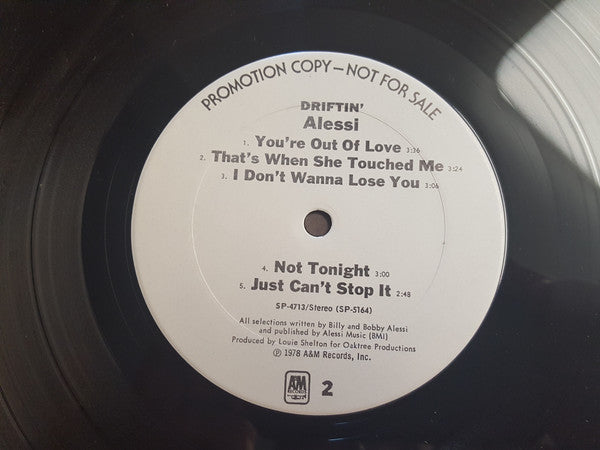 PROMOTION COPY—NOT FOR SALE
DRIFTIN'
Alessi
1. You're Out Of Love 3:26
2. That's When She Touched Me 3:24
3. I Don't Wanna Lose You 3:06
4. Not Tonight 3:00
5. Just Can't Stop It 2:48
SP-4713/Stereo (SP-5164)
All selections written by Billy and Bobby Alessi
and published by Alessi Music (BMI)
Produced by Louie Shelton for Oaktree Productions
℗ 1978 A&M Records, Inc.
A&M
RECORDS
2